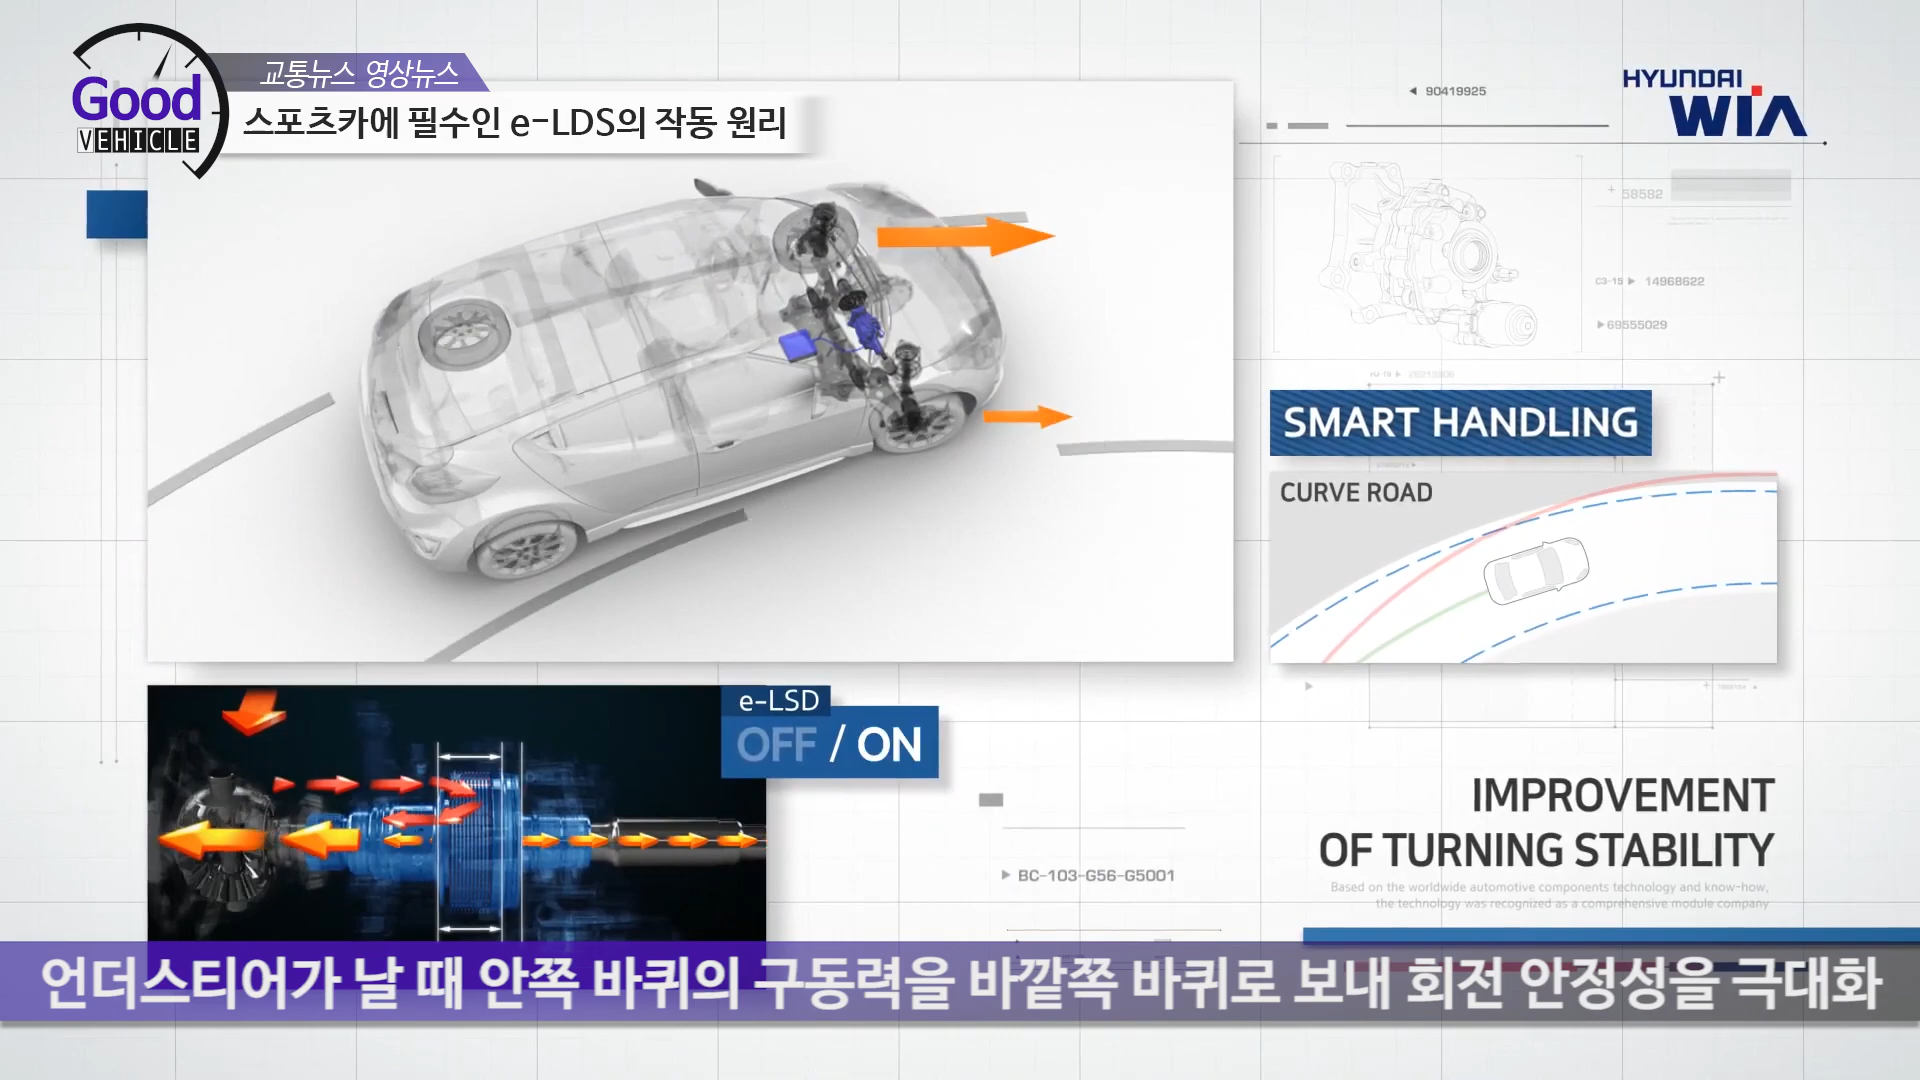 교통뉴스 영상뉴스
Good
VEHICLE
스포츠카에 필수인 e-LDS의 작동 원리
HYUNDAI
WIA
90419925
58582
C3-15 14968622
69555029
SMART HANDLING
CURVE ROAD
e-LSD
OFF / ON
BC-103-G56-G5001
IMPROVEMENT
OF TURNING STABILITY
Based on the worldwide automotive components technology and know-how,
the technology was recognized as a comprehensive module company
언더스티어가 날 때 안쪽 바퀴의 구동력을 바깥쪽 바퀴로 보내 회전 안정성을 극대화